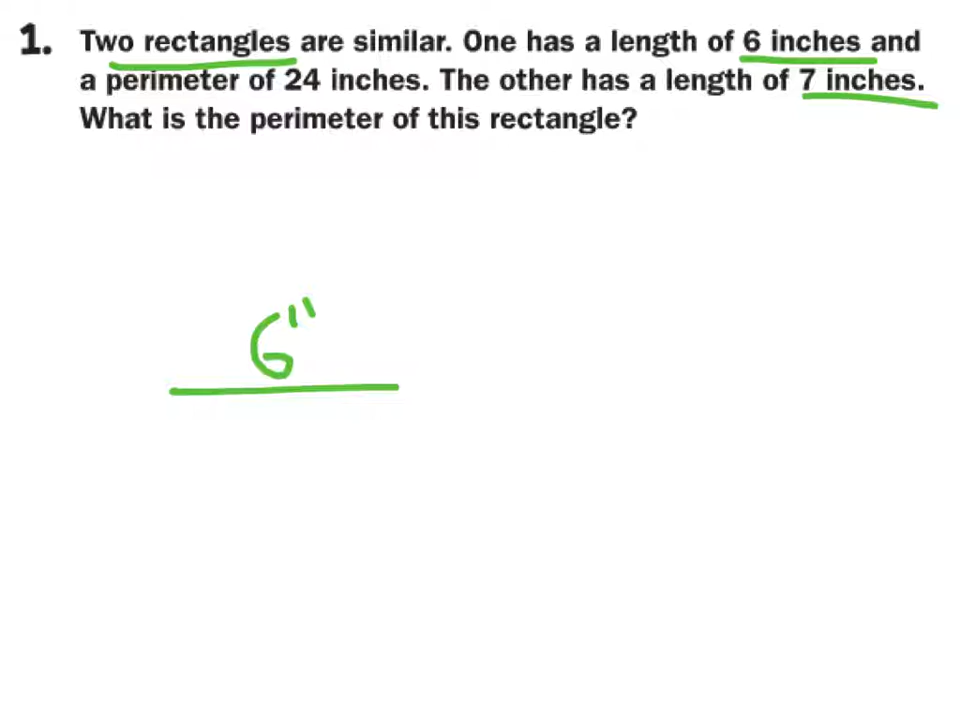 1. Two rectangles are similar. One has a length of 6 inches and
a perimeter of 24 inches. The other has a length of 7 inches.
What is the perimeter of this rectangle?
6"